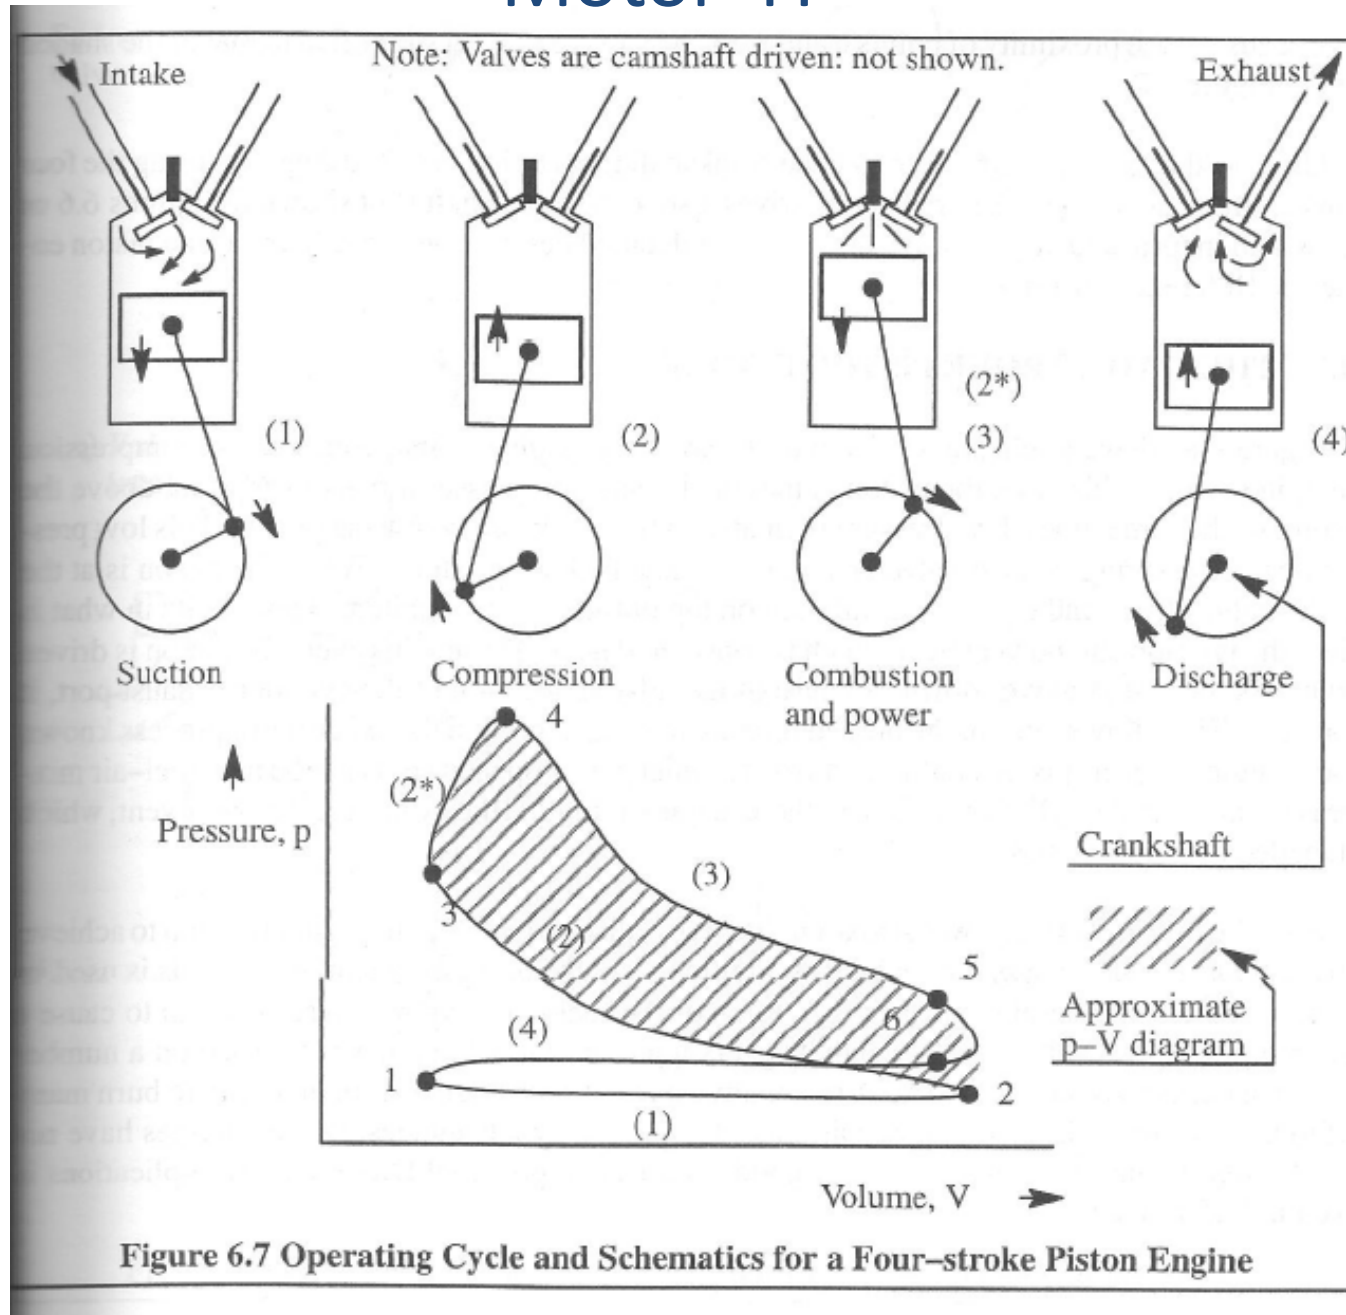 Intake
Note: Valves are camshaft driven: not shown.
Exhaust
(1)
(2)
(2*)
(3)
(4)
Suction
Compression
Combustion
and power
Discharge
4
(2*)
Pressure, p
(3)
Crankshaft
3
(2)
5
6
(4)
Approximate
p–V diagram
1
2
(1)
Volume, V
Figure 6.7 Operating Cycle and Schematics for a Four–stroke Piston Engine